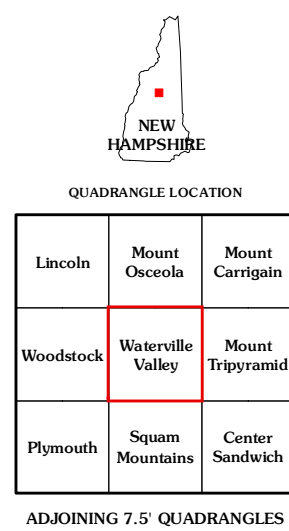 NEW
HAMPSHIRE
QUADRANGLE LOCATION
Lincoln
Mount
Osceola
Mount
Carrigain
Woodstock
Waterville
Valley
Mount
Tripyramid
Plymouth
Squam
Mountains
Center
Sandwich
ADJOINING 7.5' QUADRANGLES